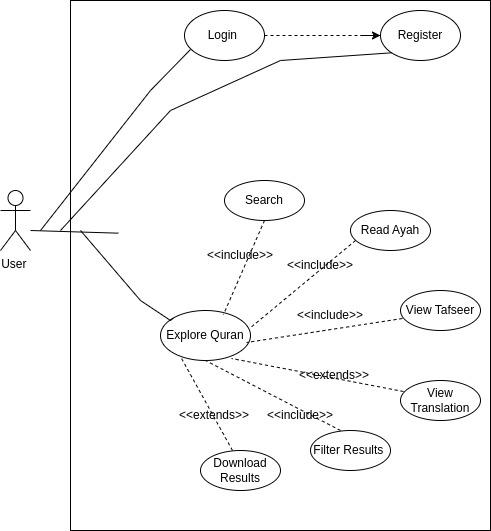 Login
Register
Search
<<include>>
Read Ayah
<<include>>
User
View Tafseer
<<include>>
Explore Quran
<<extends>>
View
Translation
<<extends>>
<<include>>
Filter Results
Download
Results